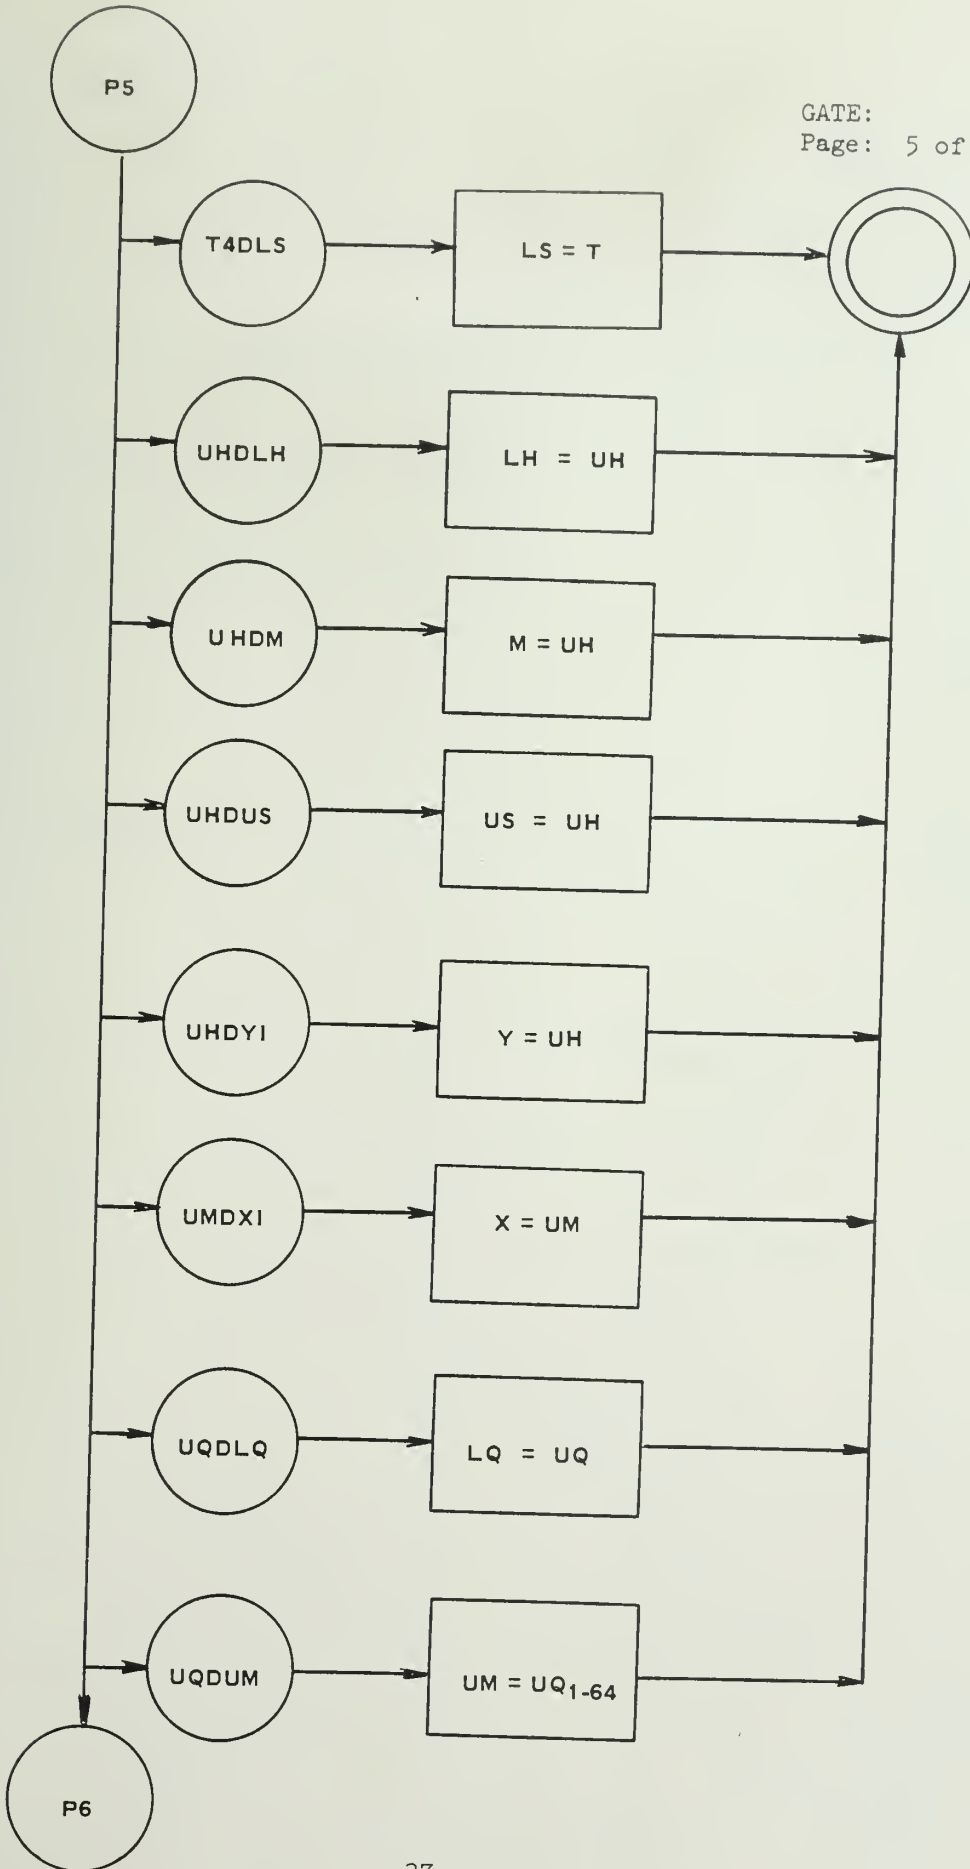 P5
GATE:
Page: 5 of
T4DLS
LS = T
UHDLH
LH = UH
UHDM
M = UH
UHDUS
US = UH
UHDYI
Y = UH
UMDXI
X = UM
UQDLQ
LQ = UQ
UQDUM
UM = UQ1-64
P6